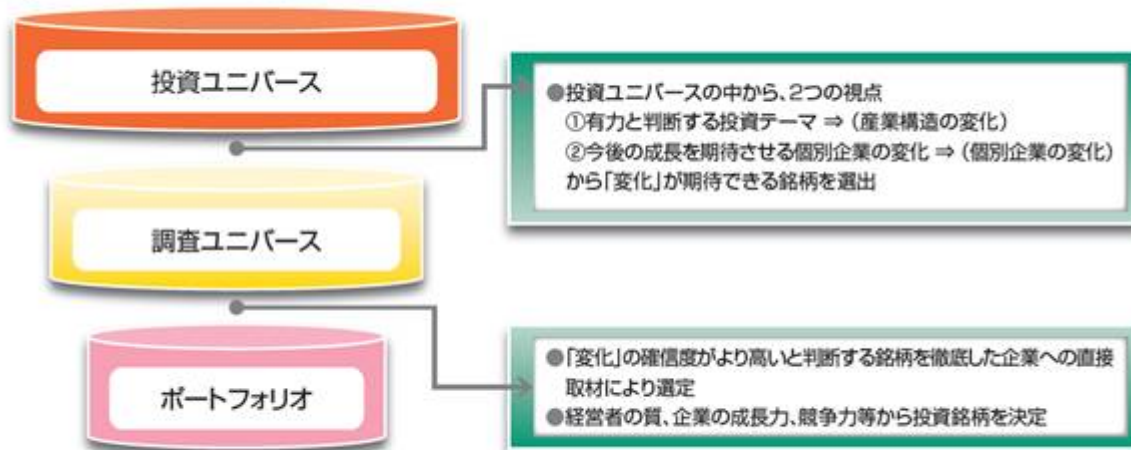 投資ユニバース
●投資ユニバースの中から、2つの視点
①有力と判断する投資テーマ ⇒ (産業構造の変化)
②今後の成長を期待させる個別企業の変化 ⇒ (個別企業の変化)
から「変化」が期待できる銘柄を選出
調査ユニバース
●「変化」の確信度がより高いと判断する銘柄を徹底した企業への直接
取材により選定
●経営者の質、企業の成長力、競争力等から投資銘柄を決定
ポートフォリオ